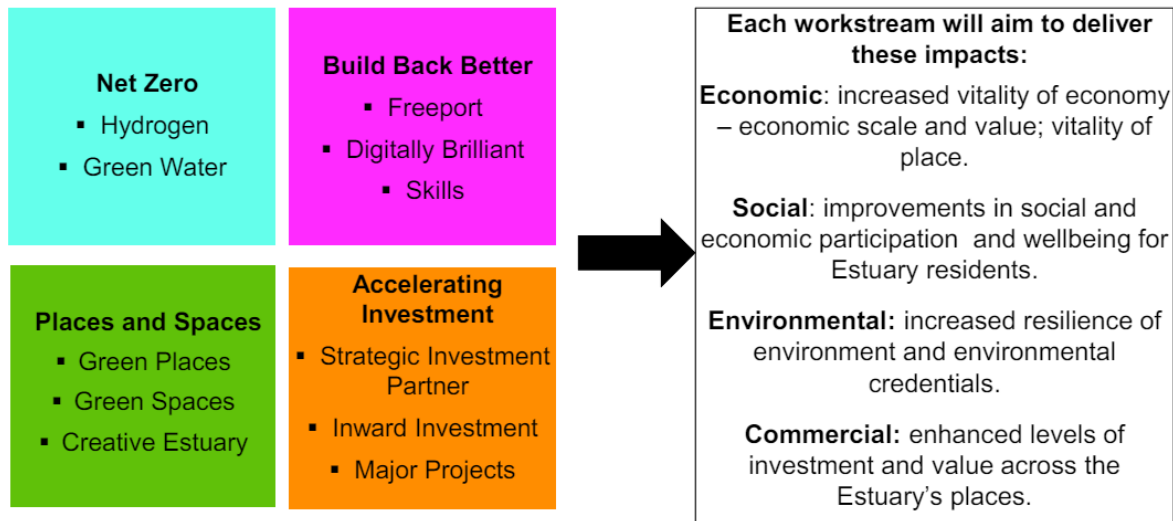 Net Zero
▪ Hydrogen
▪ Green Water
Build Back Better
▪ Freeport
▪ Digitally Brilliant
▪ Skills
Places and Spaces
▪ Green Places
▪ Green Spaces
▪ Creative Estuary
Accelerating
Investment
▪ Strategic Investment
Partner
▪ Inward Investment
▪ Major Projects
Each workstream will aim to deliver
these impacts:
Economic: increased vitality of economy
– economic scale and value; vitality of
place.
Social: improvements in social and
economic participation and wellbeing for
Estuary residents.
Environmental: increased resilience of
environment and environmental
credentials.
Commercial: enhanced levels of
investment and value across the
Estuary’s places.